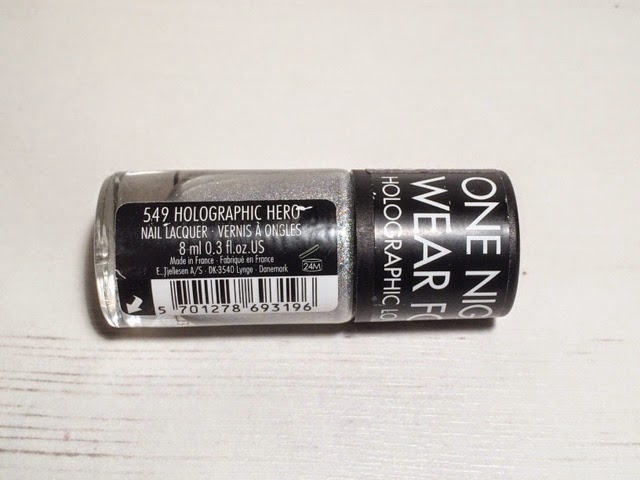 549 HOLOGRAPHIC HERO
NAIL LACQUER · VERNIS À ONGLES
8 ml 0.3 fl.oz.US
Made in France · Fabriqué en France
E. Tjellesen A/S · DK-3540 Lynge · Danemark
24M
5 701278 693196
ONE NIG
WEAR FO
HOLOGRAPHIC LO